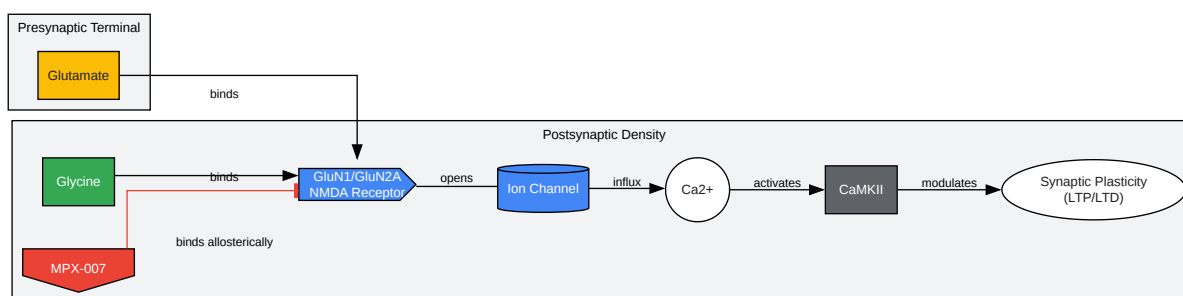 Presynaptic Terminal
Glutamate
binds
Postsynaptic Density
Glycine
binds
GluN1/GluN2A
NMDA Receptor
opens
Ion Channel
influx
Ca2+
activates
CaMKII
modulates
Synaptic Plasticity
(LTP/LTD)
binds allosterically
MPX-007